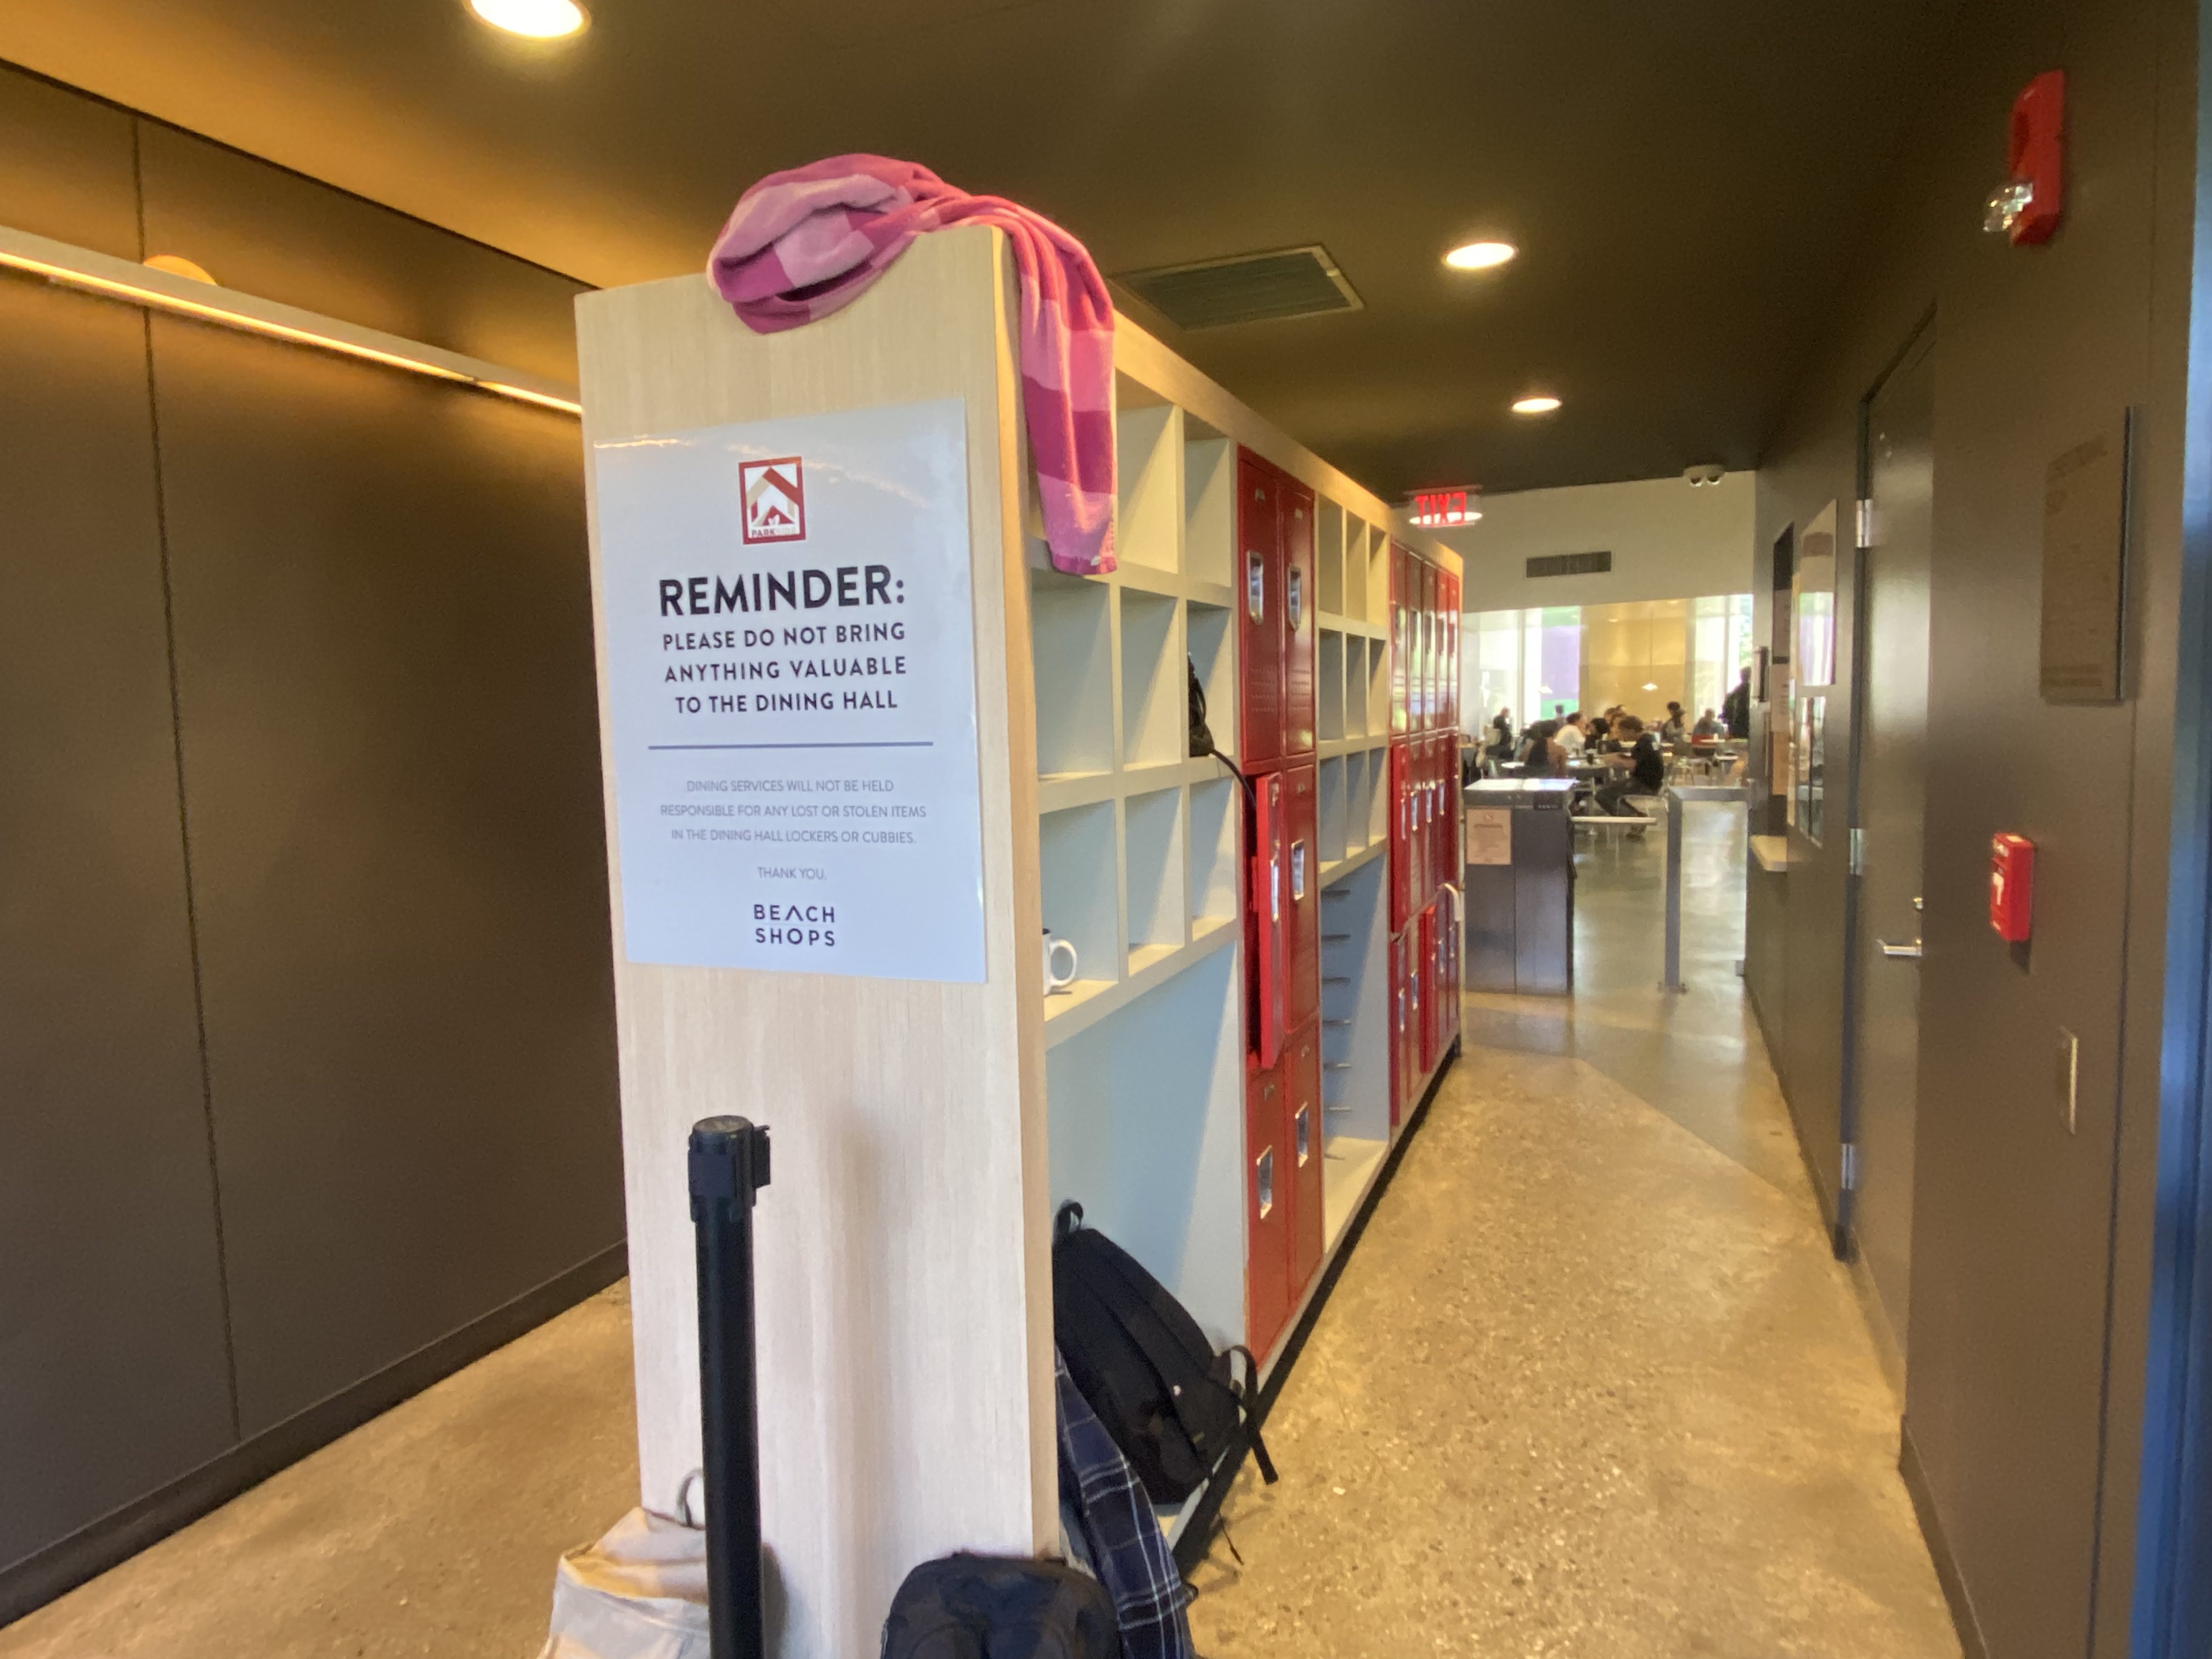 PARK
REMINDER:
PLEASE DO NOT BRING
ANYTHING VALUABLE
TO THE DINING HALL
DINING SERVICES WILL NOT BE HELD
RESPONSIBLE FOR ANY LOST OR STOLEN ITEMS
IN THE DINING HALL LOCKERS OR CUBBIES.
THANK YOU,
BEACH
SHOPS
EXIT